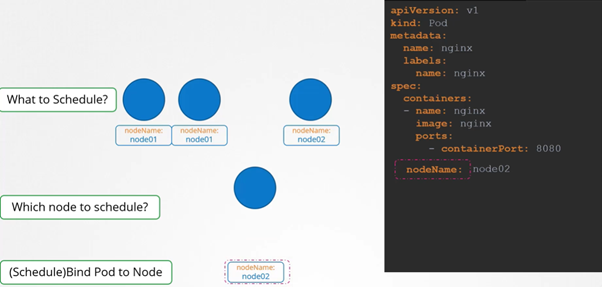 What to Schedule?
nodeName:
node01
nodeName:
node01
nodeName:
node02
Which node to schedule?
(Schedule)Bind Pod to Node
nodeName:
node02
apiVersion: v1
kind: Pod
metadata:
  name: nginx
  labels:
    name: nginx
spec:
  containers:
  - name: nginx
    image: nginx
    ports:
      - containerPort: 8080
  nodeName: node02